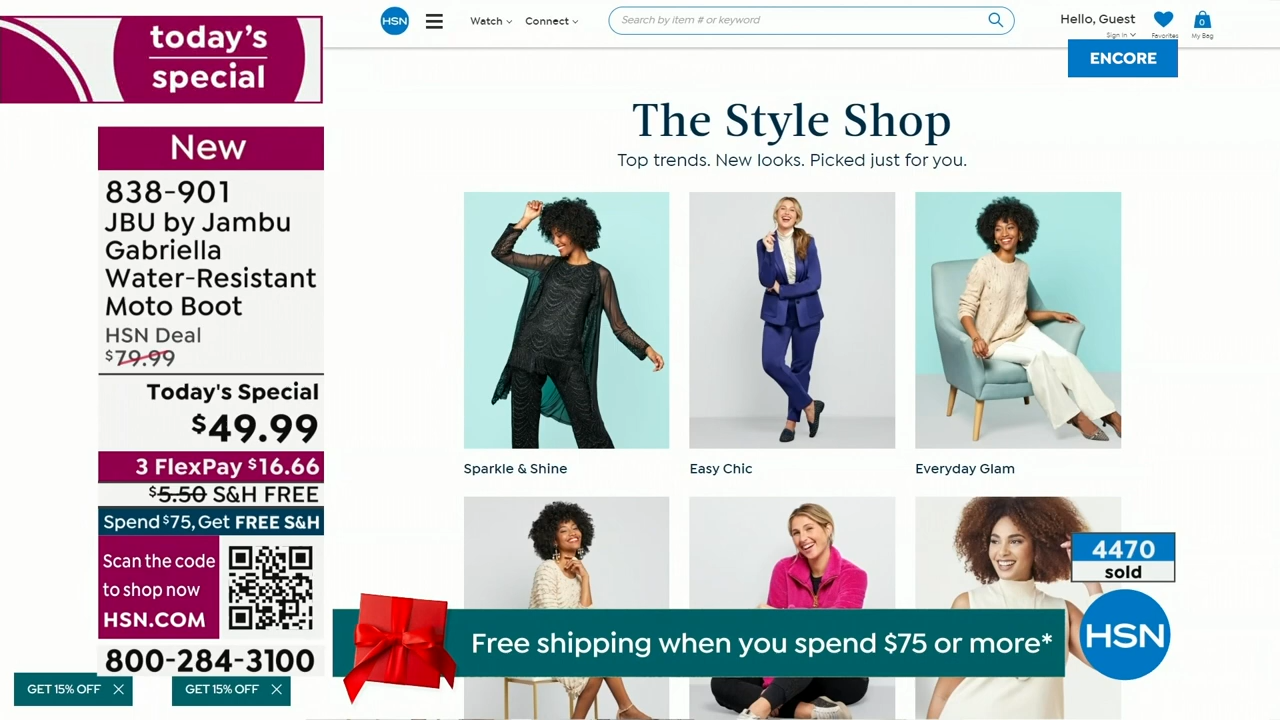 today's
special
New
838-901
JBU by Jambu
Gabriella
Water-Resistant
Moto Boot
HSN Deal
$79.99
Today's Special
$49.99
3 FlexPay $16.66
$5.50 S&H FREE
Spend $75, Get FREE S&H
Scan the code
to shop now
HSN.COM
800-284-3100
GET 15% OFF
GET 15% OFF
HSN
Watch
Connect
Search by item # or keyword
Hello, Guest
Sign In
Favorites
0
My Bag
ENCORE
The Style Shop
Top trends. New looks. Picked just for you.
Sparkle & Shine
Easy Chic
Everyday Glam
4470
sold
Free shipping when you spend $75 or more*
HSN